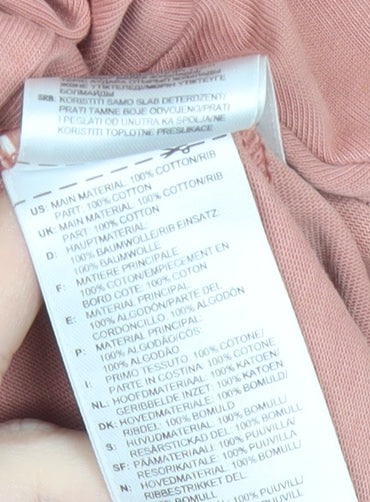 БОЛМАЙДЫ
SRB KORISTITI SAMO SLAB DETERDŽENT/
PRATI TAMNE BOJE ODVOJENO/PRATI
I PEGLATI OD UNUTRA KA SPOLJA/NE
KORISTITI TOPLOTNE PRESLIKAČE
US: MAIN MATERIAL 100% COTTON/RIB
PART: 100% COTTON
UK: MAIN MATERIAL 100% COTTON/RIB
PART: 100% COTTON
D: HAUPTMATERIAL:
100% BAUMWOLLE/RIB EINSATZ:
100% BAUMWOLLE
F: MATIERE PRINCIPALE
100% COTON/EMPIECEMENT EN
BORD COTE: 100% COTON
E: MATERIAL PRINCIPAL:
100% ALGODÓN/PARTE DEL
CORDONCILLO: 100% ALGODÓN
P: MATERIAL PRINCIPAL:
100% ALGODÃO/CÓS:
100% ALGODÃO
I: PRIMO TESSUTO: 100% COTONE/
PARTE IN COSTINA: 100% COTONE
NL: HOOFDMATERIAAL: 100% KATOEN/
GERIBBELDE INZET: 100% KATOEN
DK: HOVEDMATERIALE: 100% BOMULD/
RIBDEL: 100% BOMULD
S: HUVUDMATERIAL: 100% BOMULL/
RESÅRSTICKAD DEL: 100% BOMULL
SF: PÄÄMATERIAALI: 100% PUUVILLA/
RESORIKAITALE: 100% PUUVILLA
N: HOVEDMATERIAL: 100% BOMULL/
RIBBESTRIKKET DEL: